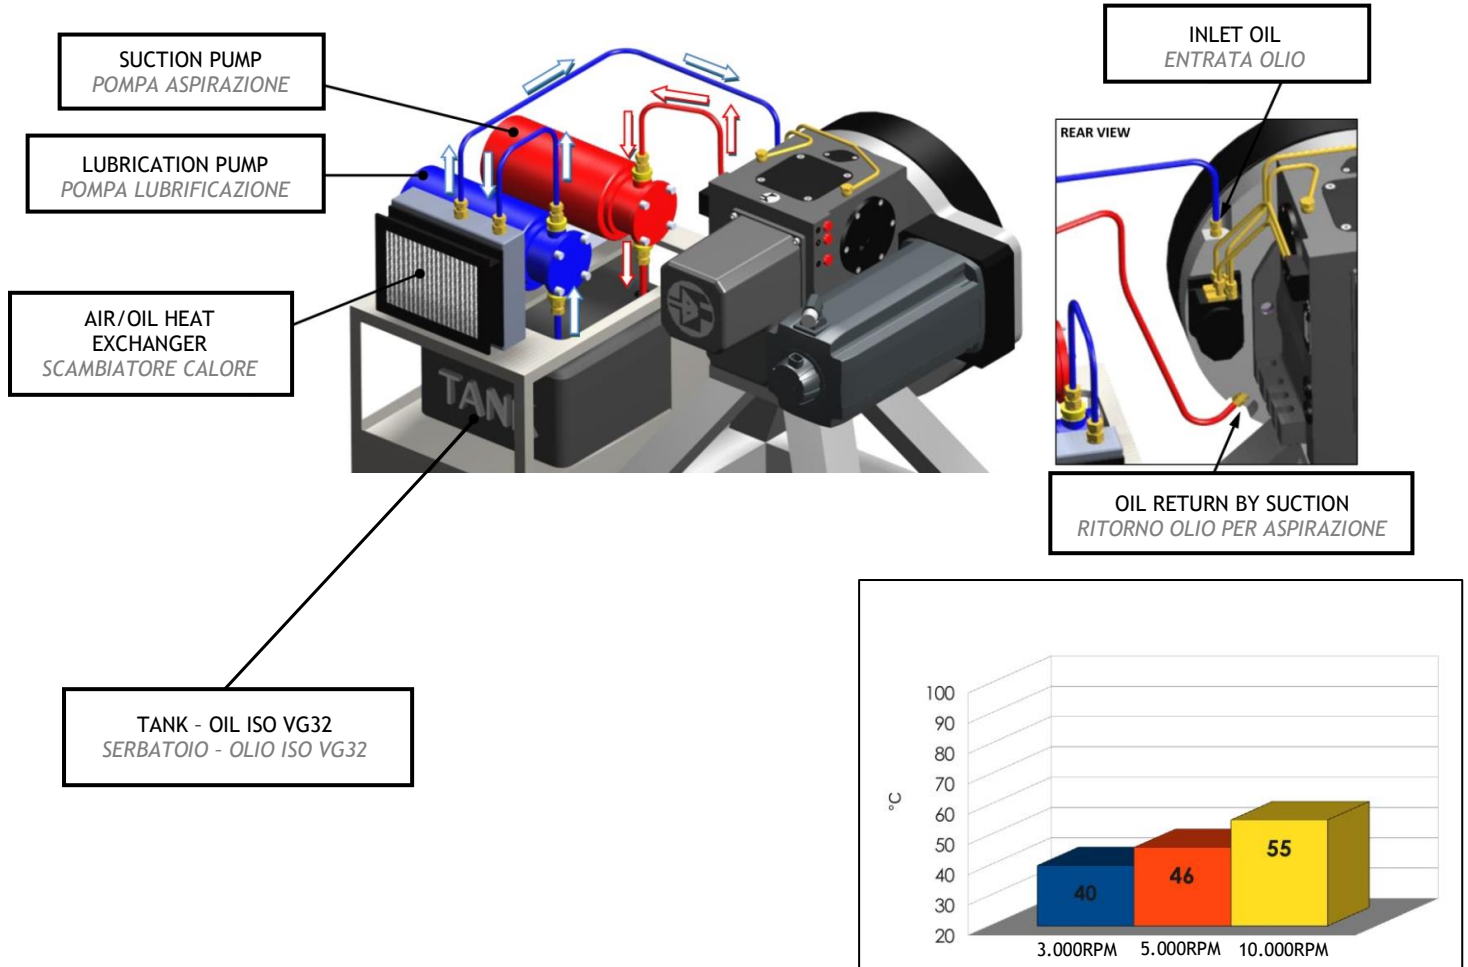 SUCTION PUMP
POMPA ASPIRAZIONE
LUBRICATION PUMP
POMPA LUBRIFICAZIONE
AIR/OIL HEAT
EXCHANGER
SCAMBIATORE CALORE
TAN
TANK - OIL ISO VG32
SERBATOIO - OLIO ISO VG32
INLET OIL
ENTRATA OLIO
REAR VIEW
OIL RETURN BY SUCTION
RITORNO OLIO PER ASPIRAZIONE
°C
100
90
80
70
60
50
40
30
20
40
46
55
3.000RPM 5.000RPM 10.000RPM